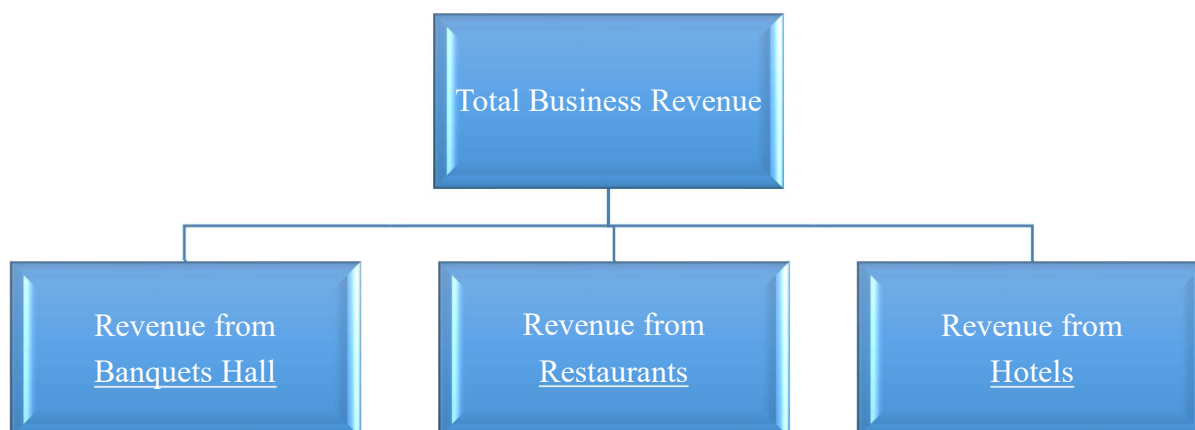 Total Business Revenue
Revenue from
Banquets Hall
Revenue from
Restaurants
Revenue from
Hotels